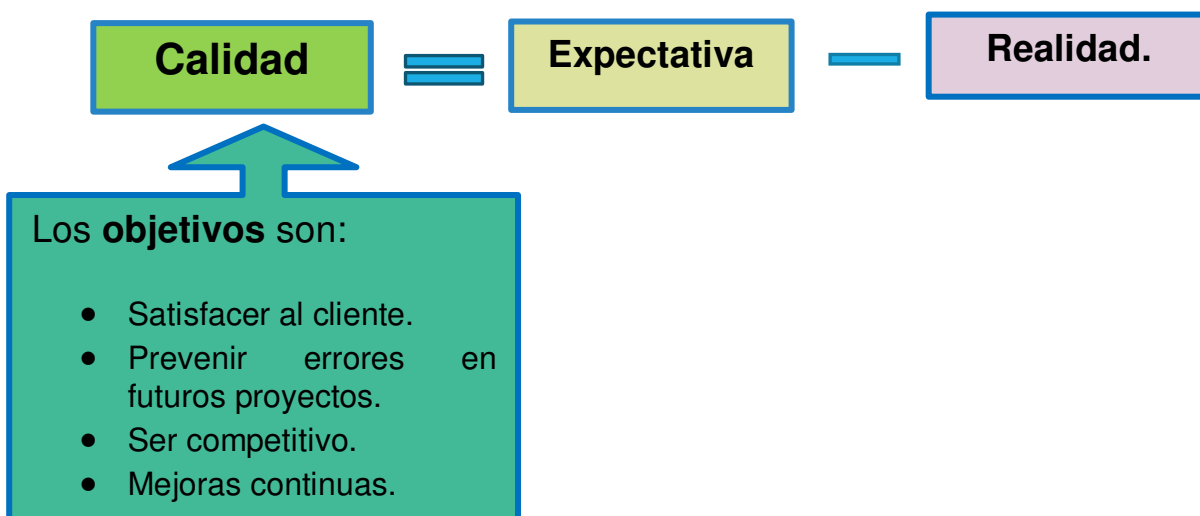 Calidad
Expectativa
Realidad.
Los objetivos son:
• Satisfacer al cliente.
• Prevenir errores en
futuros proyectos.
• Ser competitivo.
• Mejoras continuas.